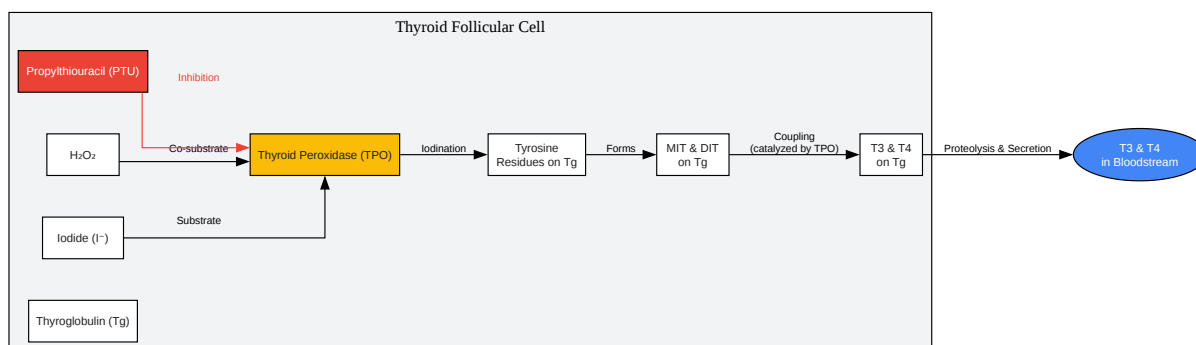 Thyroid Follicular Cell
Propylthiouracil (PTU)
Inhibition
H₂O₂
Co-substrate
Thyroid Peroxidase (TPO)
Iodination
Tyrosine
Residues on Tg
Forms
MIT & DIT
on Tg
Coupling
(catalyzed by TPO)
T3 & T4
on Tg
Proteolysis & Secretion
T3 & T4
in Bloodstream
Iodide (I⁻)
Substrate
Thyroglobulin (Tg)